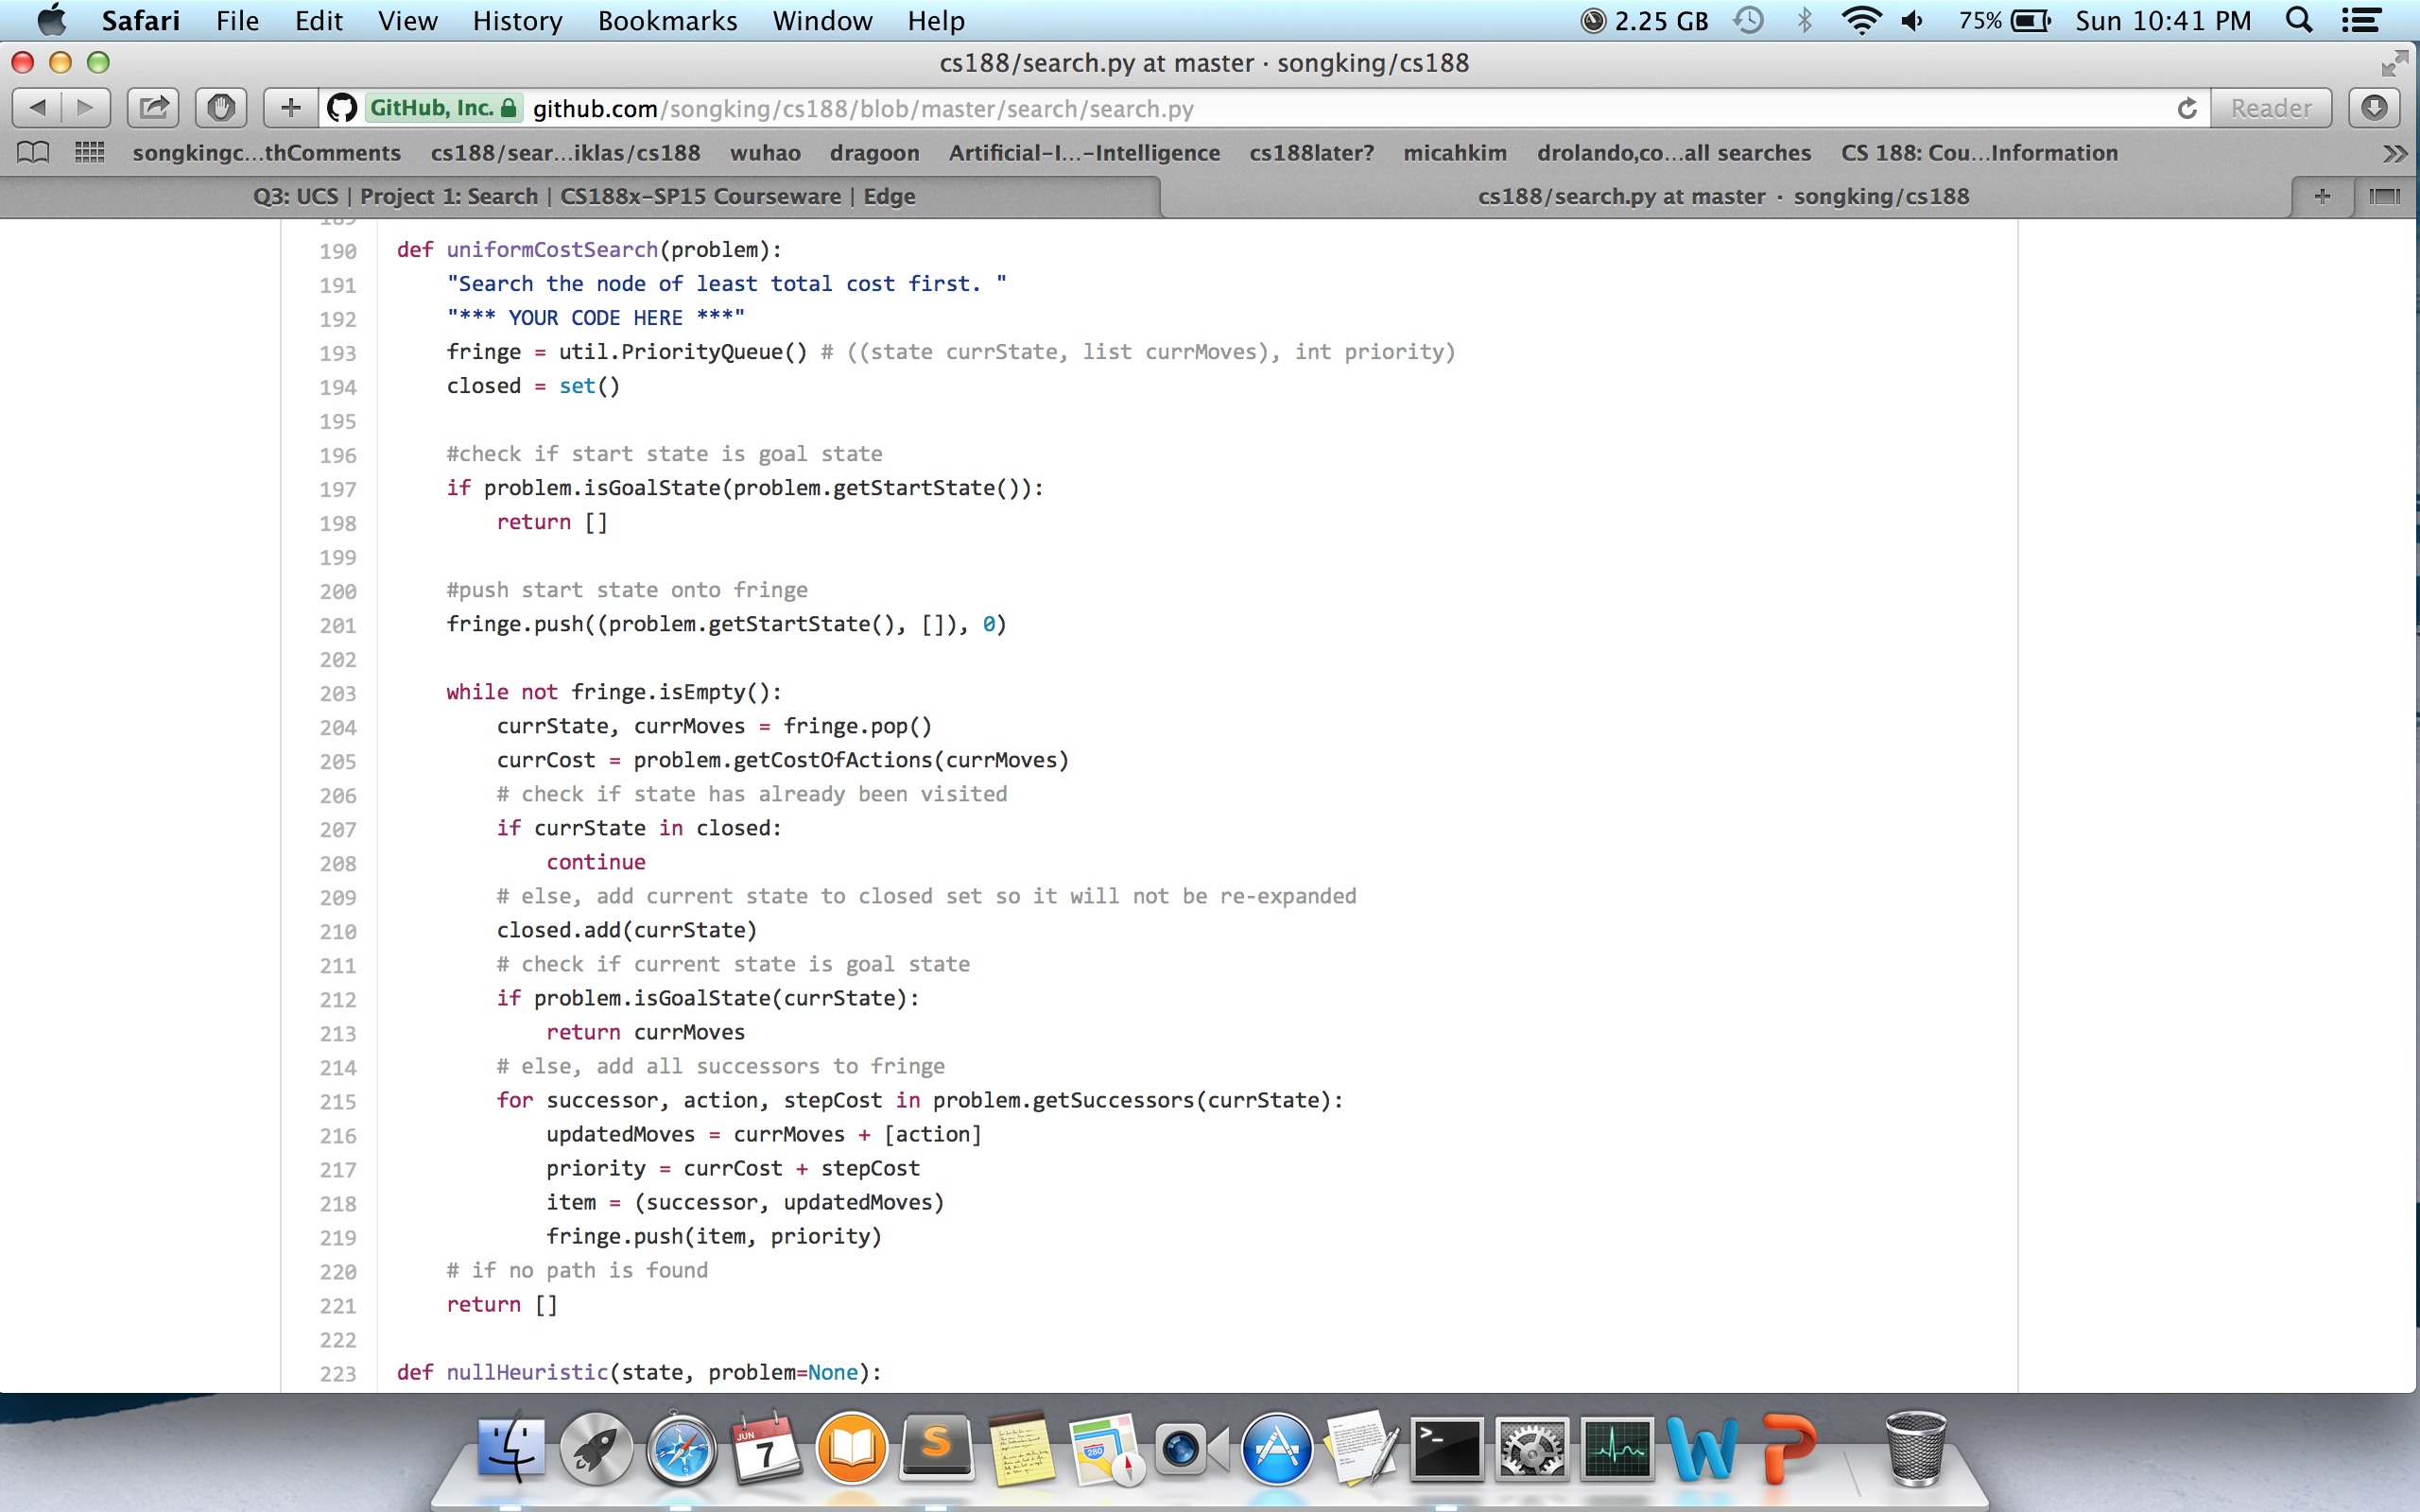 Safari File Edit View History Bookmarks Window Help 2.25 GB 75% Sun 10:41 PM
cs188/search.py at master · songking/cs188
GitHub, Inc. github.com/songking/cs188/blob/master/search/search.py Reader
songkingc...thComments cs188/sear...iklas/cs188 wuhao dragoon Artificial-I...-Intelligence cs188later? micahkim drolando,co...all searches CS 188: Cou...Information
Q3: UCS | Project 1: Search | CS188x-SP15 Courseware | Edge cs188/search.py at master · songking/cs188
189
190 def uniformCostSearch(problem):
191     "Search the node of least total cost first. "
192     "*** YOUR CODE HERE ***"
193     fringe = util.PriorityQueue() # ((state currState, list currMoves), int priority)
194     closed = set()
195
196     #check if start state is goal state
197     if problem.isGoalState(problem.getStartState()):
198         return []
199
200     #push start state onto fringe
201     fringe.push((problem.getStartState(), []), 0)
202
203     while not fringe.isEmpty():
204         currState, currMoves = fringe.pop()
205         currCost = problem.getCostOfActions(currMoves)
206         # check if state has already been visited
207         if currState in closed:
208             continue
209         # else, add current state to closed set so it will not be re-expanded
210         closed.add(currState)
211         # check if current state is goal state
212         if problem.isGoalState(currState):
213             return currMoves
214         # else, add all successors to fringe
215         for successor, action, stepCost in problem.getSuccessors(currState):
216             updatedMoves = currMoves + [action]
217             priority = currCost + stepCost
218             item = (successor, updatedMoves)
219             fringe.push(item, priority)
220     # if no path is found
221     return []
222
223 def nullHeuristic(state, problem=None):
JUN
7
280